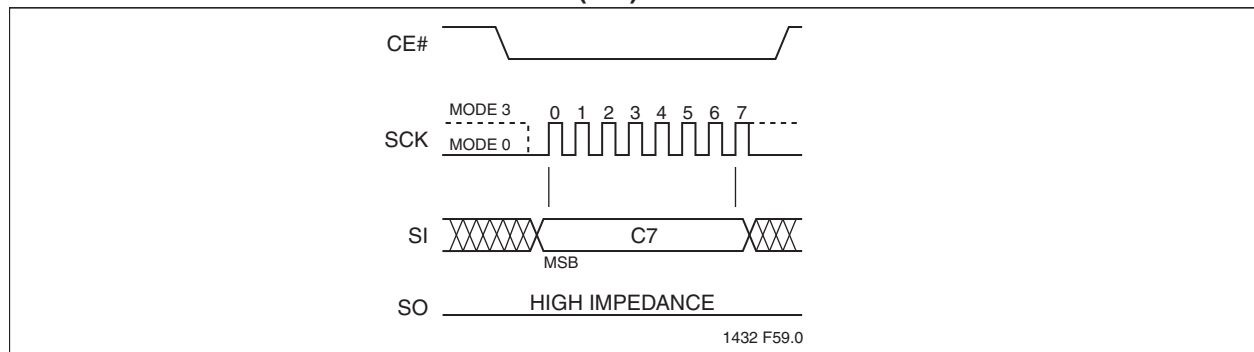 CE#
MODE 3
0 1 2 3 4 5 6 7
SCK
MODE 0
SI
C7
MSB
SO
HIGH IMPEDANCE
1432 F59.0